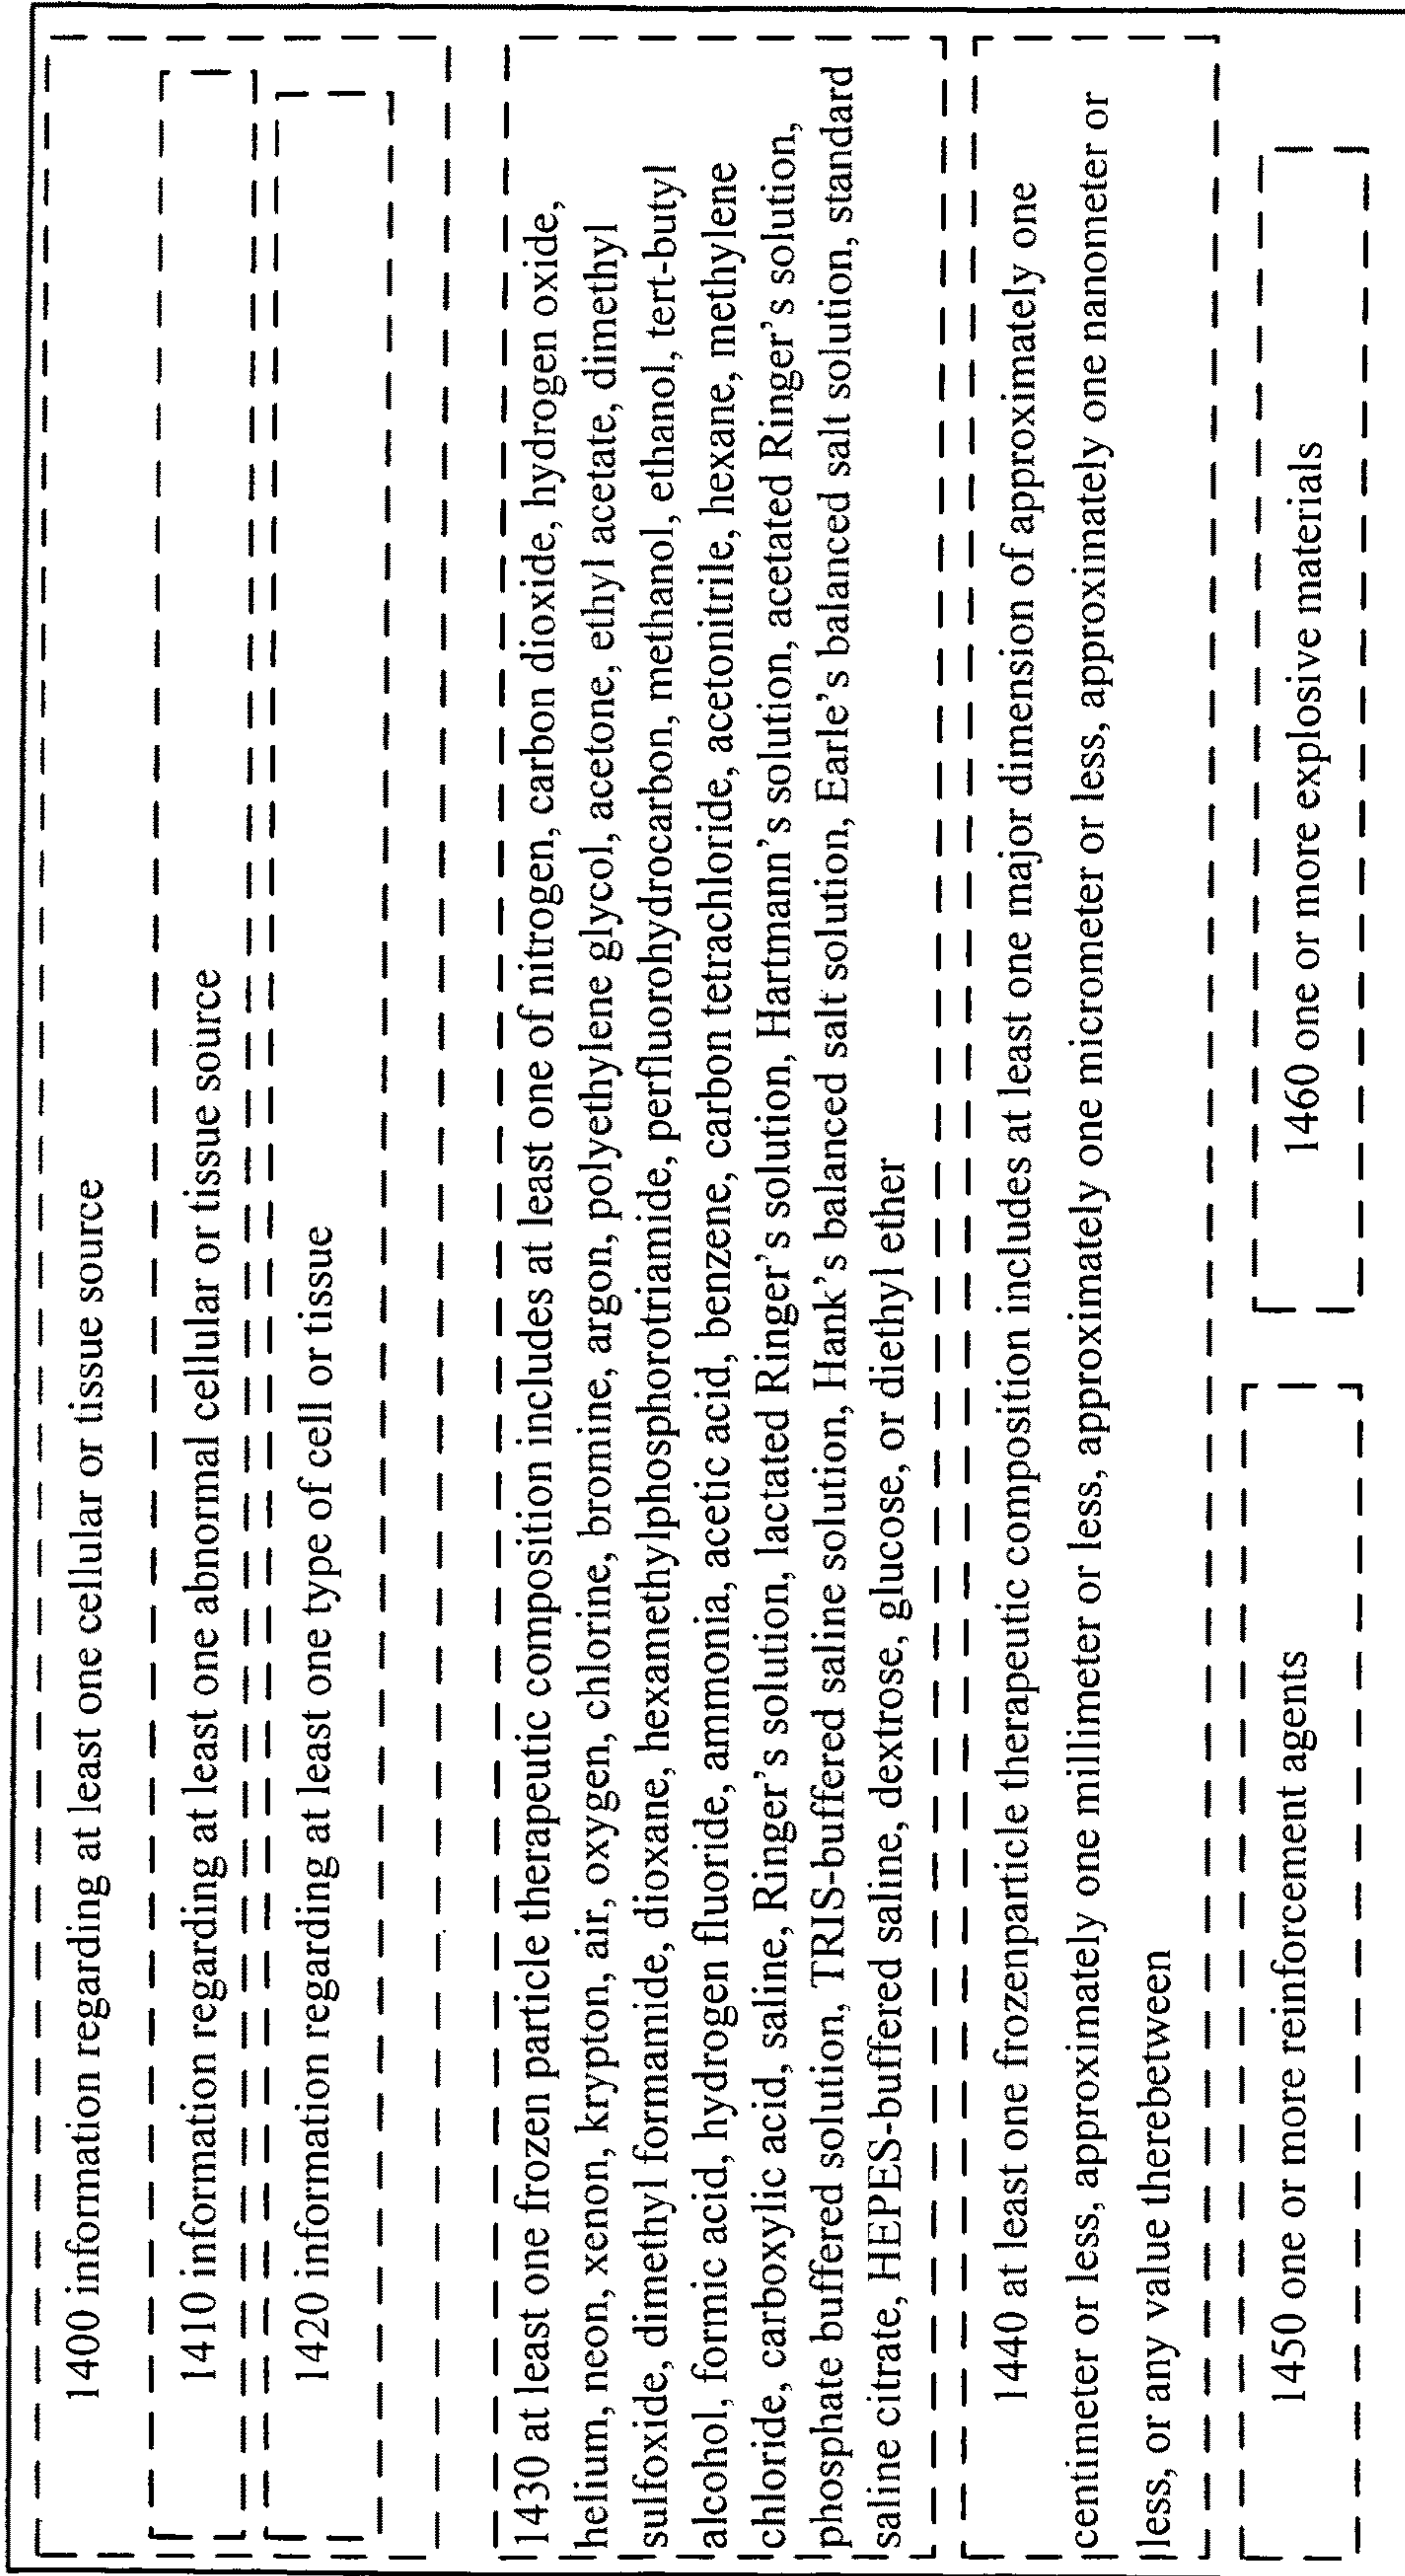 1400 information regarding at least one cellular or tissue source
1410 information regarding at least one abnormal cellular or tissue source
1420 information regarding at least one type of cell or tissue
1430 at least one frozen particle therapeutic composition includes at least one of nitrogen, carbon dioxide, hydrogen oxide,
helium, neon, xenon, krypton, air, oxygen, chlorine, bromine, argon, polyethylene glycol, acetone, ethyl acetate, dimethyl
sulfoxide, dimethyl formamide, dioxane, hexamethylphosphorotriamide, perfluorohydrocarbon, methanol, ethanol, tert-butyl
alcohol, formic acid, hydrogen fluoride, ammonia, acetic acid, benzene, carbon tetrachloride, acetonitrile, hexane, methylene
chloride, carboxylic acid, saline, Ringer's solution, lactated Ringer's solution, Hartmann's solution, acetated Ringer's solution,
phosphate buffered solution, TRIS-buffered saline solution, Hank's balanced salt solution, Earle's balanced salt solution, standard
saline citrate, HEPES-buffered saline, dextrose, glucose, or diethyl ether
1440 at least one frozenparticle therapeutic composition includes at least one major dimension of approximately one
centimeter or less, approximately one millimeter or less, approximately one micrometer or less, approximately one nanometer or
less, or any value therebetween
1450 one or more reinforcement agents
1460 one or more explosive materials